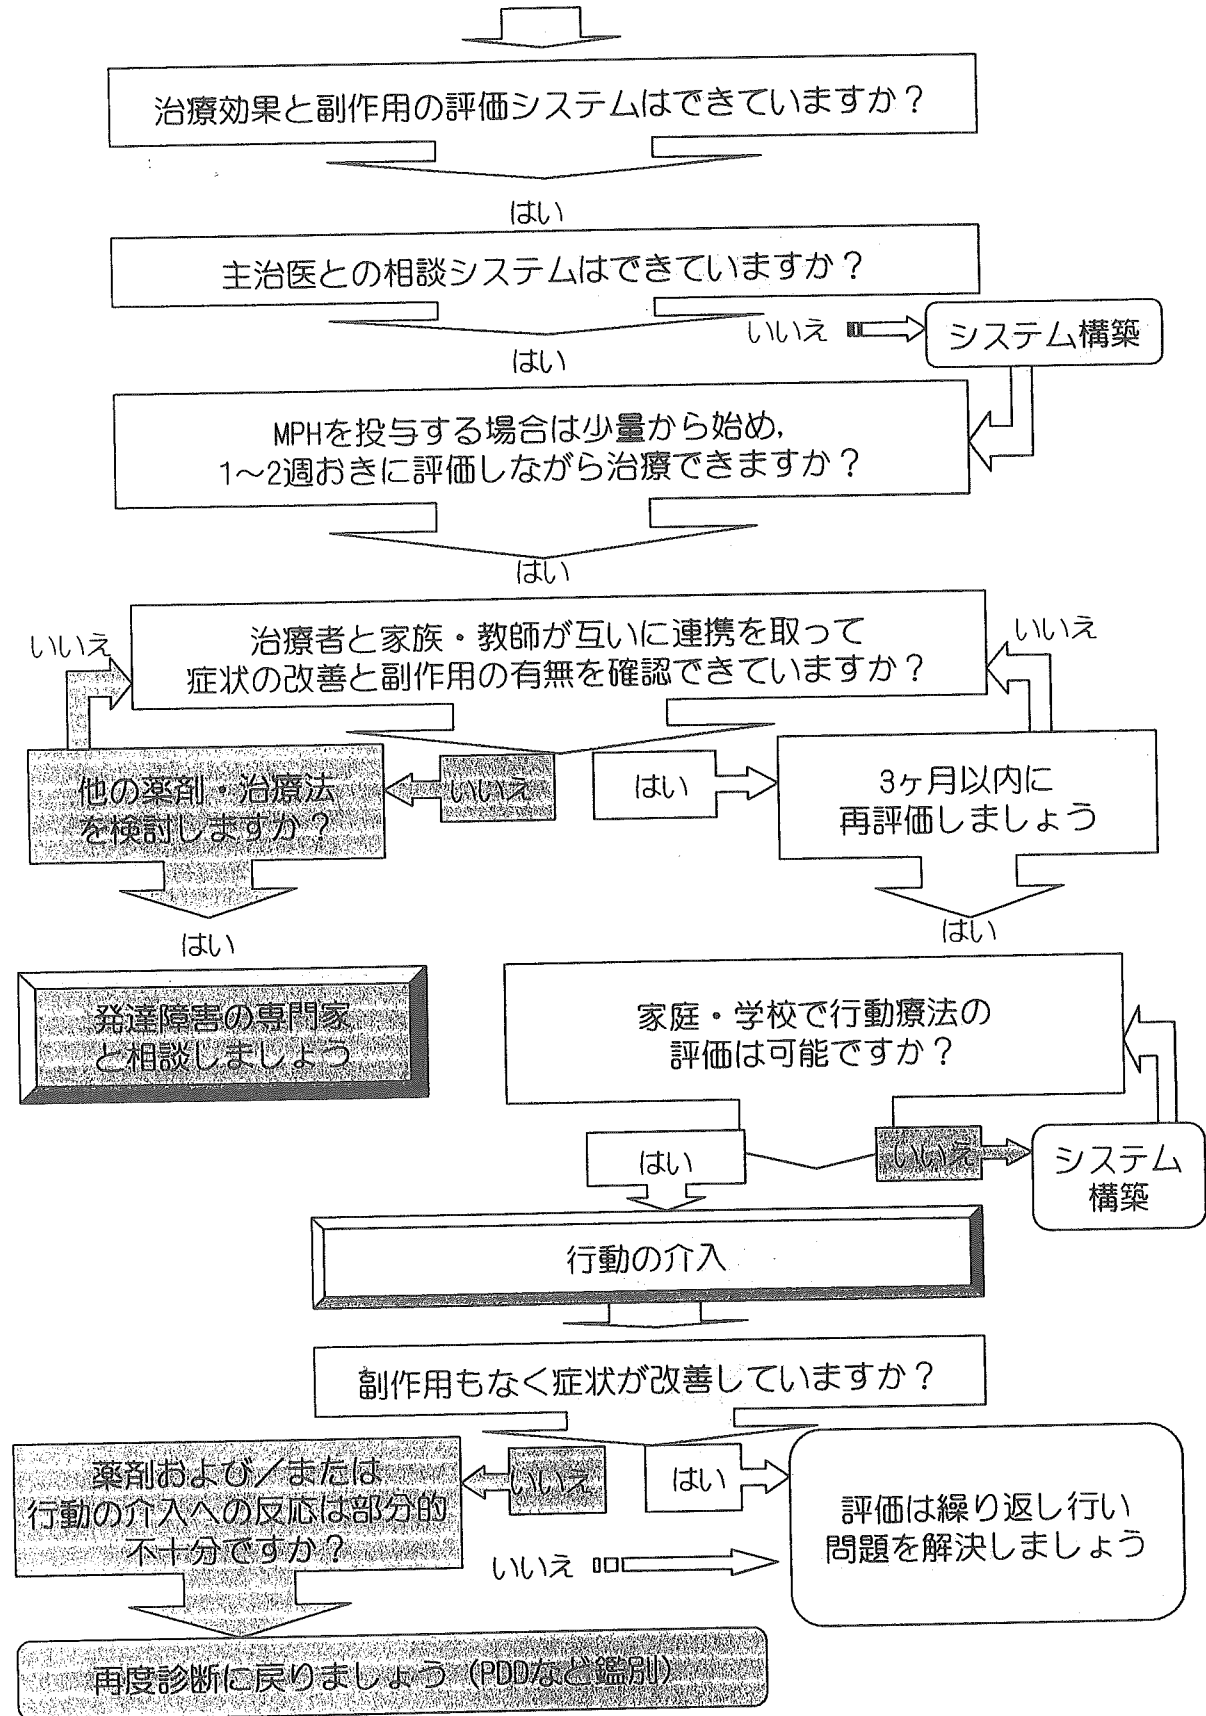 治療効果と副作用の評価システムはできていますか？
はい
主治医との相談システムはできていますか？
いいえ
システム構築
はい
MPHを投与する場合は少量から始め，
1〜2週おきに評価しながら治療できますか？
はい
いいえ
治療者と家族・教師が互いに連携を取って
症状の改善と副作用の有無を確認できていますか？
いいえ
他の薬剤・治療法
を検討しますか？
いいえ
はい
3ヶ月以内に
再評価しましょう
はい
はい
発達障害の専門家
と相談しましょう
家庭・学校で行動療法の
評価は可能ですか？
はい
いいえ
システム
構築
行動の介入
副作用もなく症状が改善していますか？
薬剤および／または
行動の介入への反応は部分的
不十分ですか？
いいえ
はい
評価は繰り返し行い
問題を解決しましょう
いいえ
再度診断に戻りましょう（PDDなど鑑別）